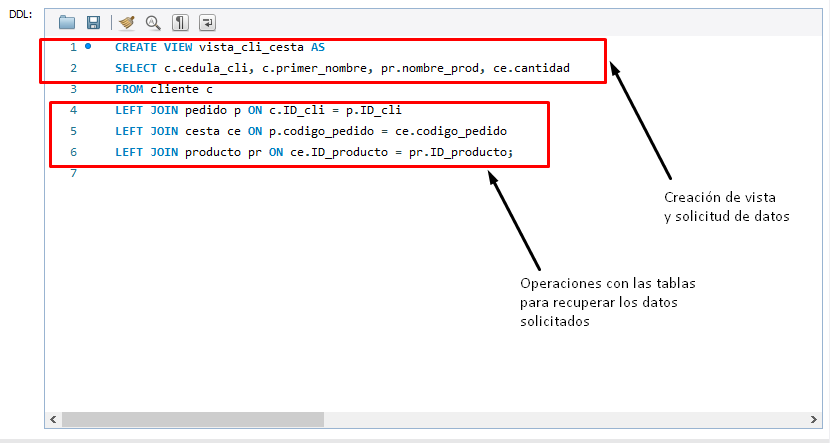 DDL:
1 CREATE VIEW vista_cli_cesta AS
2 SELECT c.cedula_cli, c.primer_nombre, pr.nombre_prod, ce.cantidad
3 FROM cliente c
4 LEFT JOIN pedido p ON c.ID_cli = p.ID_cli
5 LEFT JOIN cesta ce ON p.codigo_pedido = ce.codigo_pedido
6 LEFT JOIN producto pr ON ce.ID_producto = pr.ID_producto;
7
Creación de vista
y solicitud de datos
Operaciones con las tablas
para recuperar los datos
solicitados